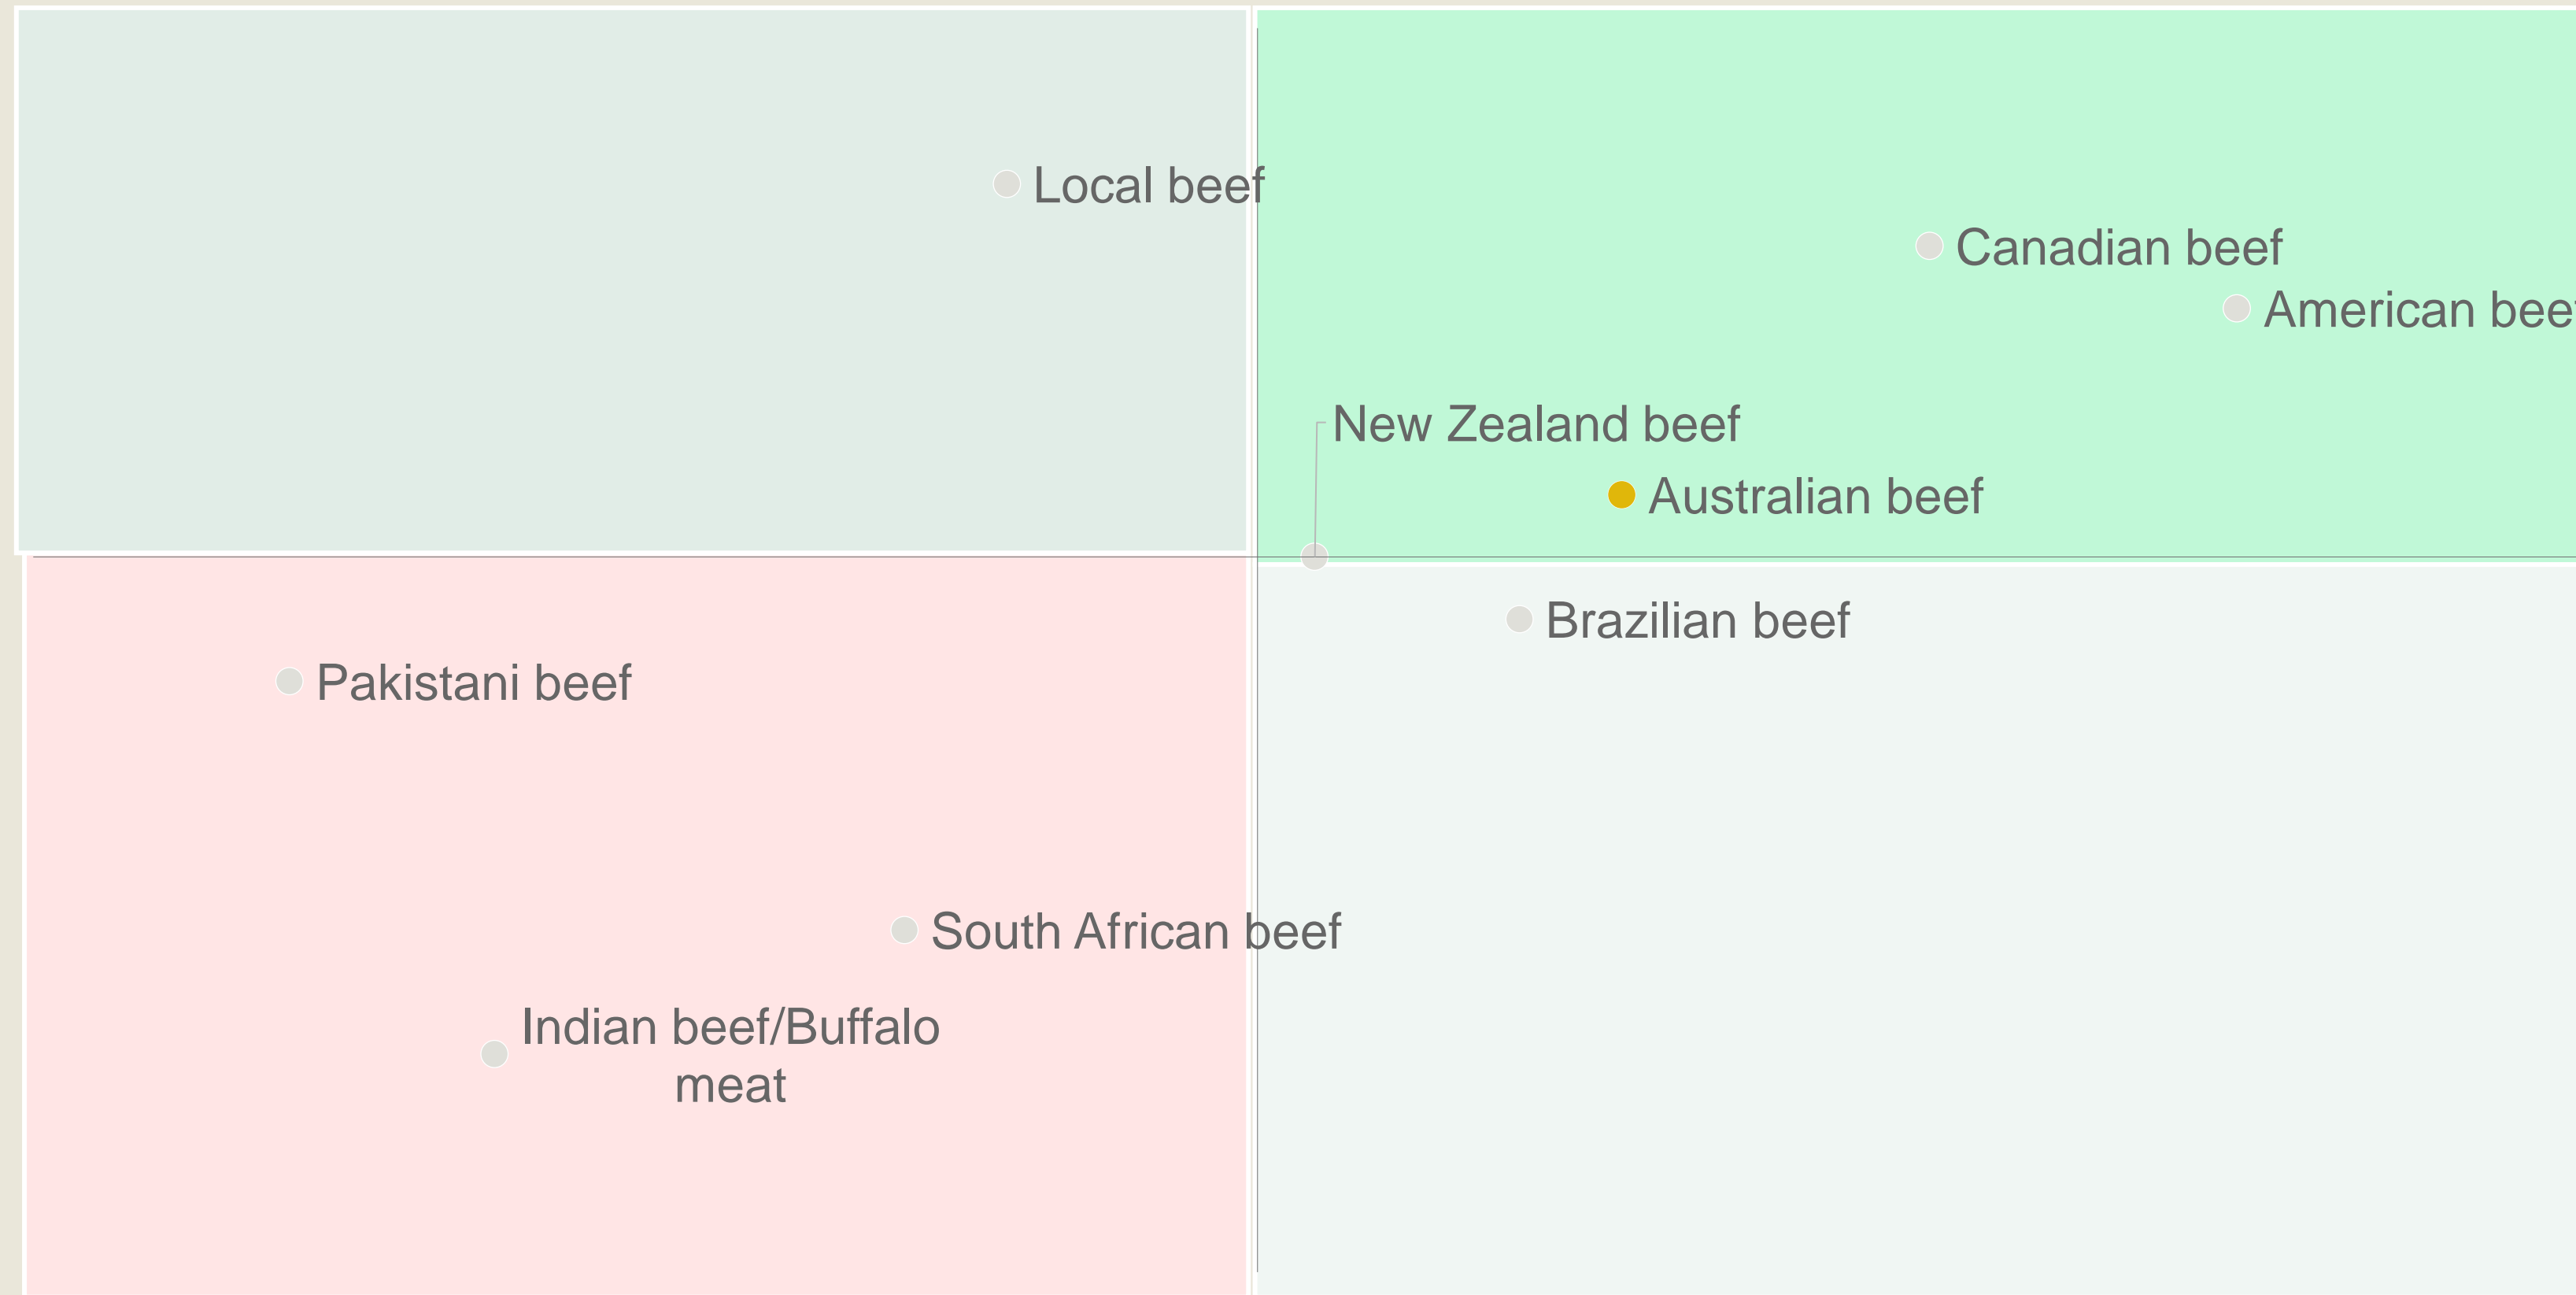 Local beef
Canadian beef
American bee
New Zealand beef
Australian beef
Brazilian beef
Pakistani beef
South African beef
Indian beef/Buffalo
meat